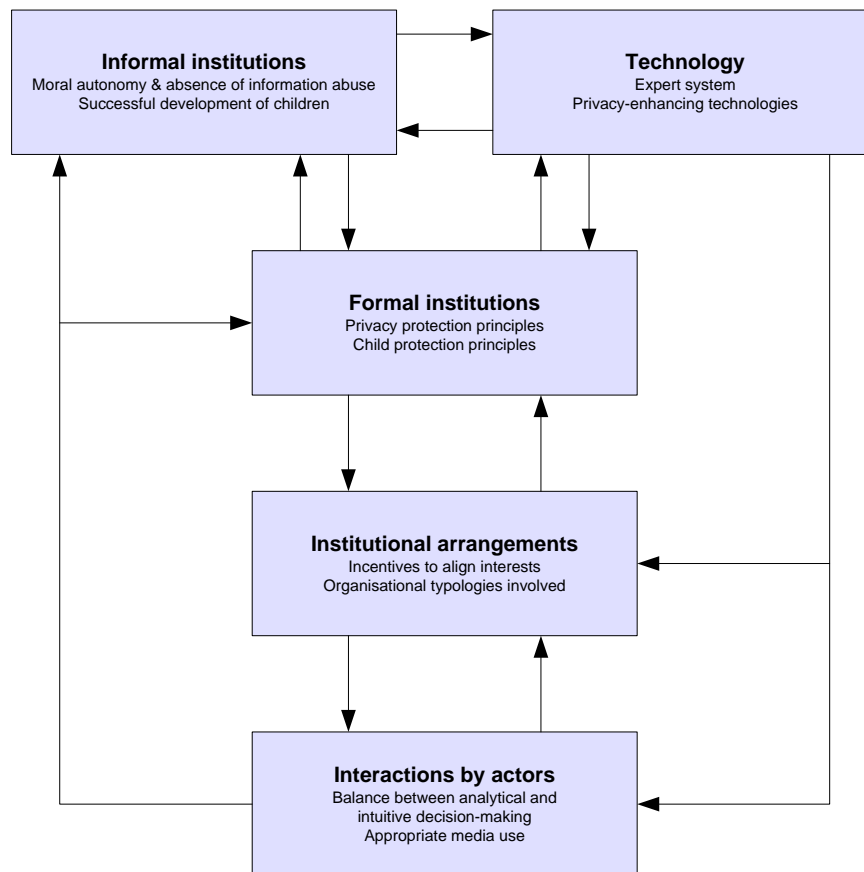 Informal institutions
Moral autonomy & absence of information abuse
Successful development of children
Technology
Expert system
Privacy-enhancing technologies
Formal institutions
Privacy protection principles
Child protection principles
Institutional arrangements
Incentives to align interests
Organisational typologies involved
Interactions by actors
Balance between analytical and
intuitive decision-making
Appropriate media use